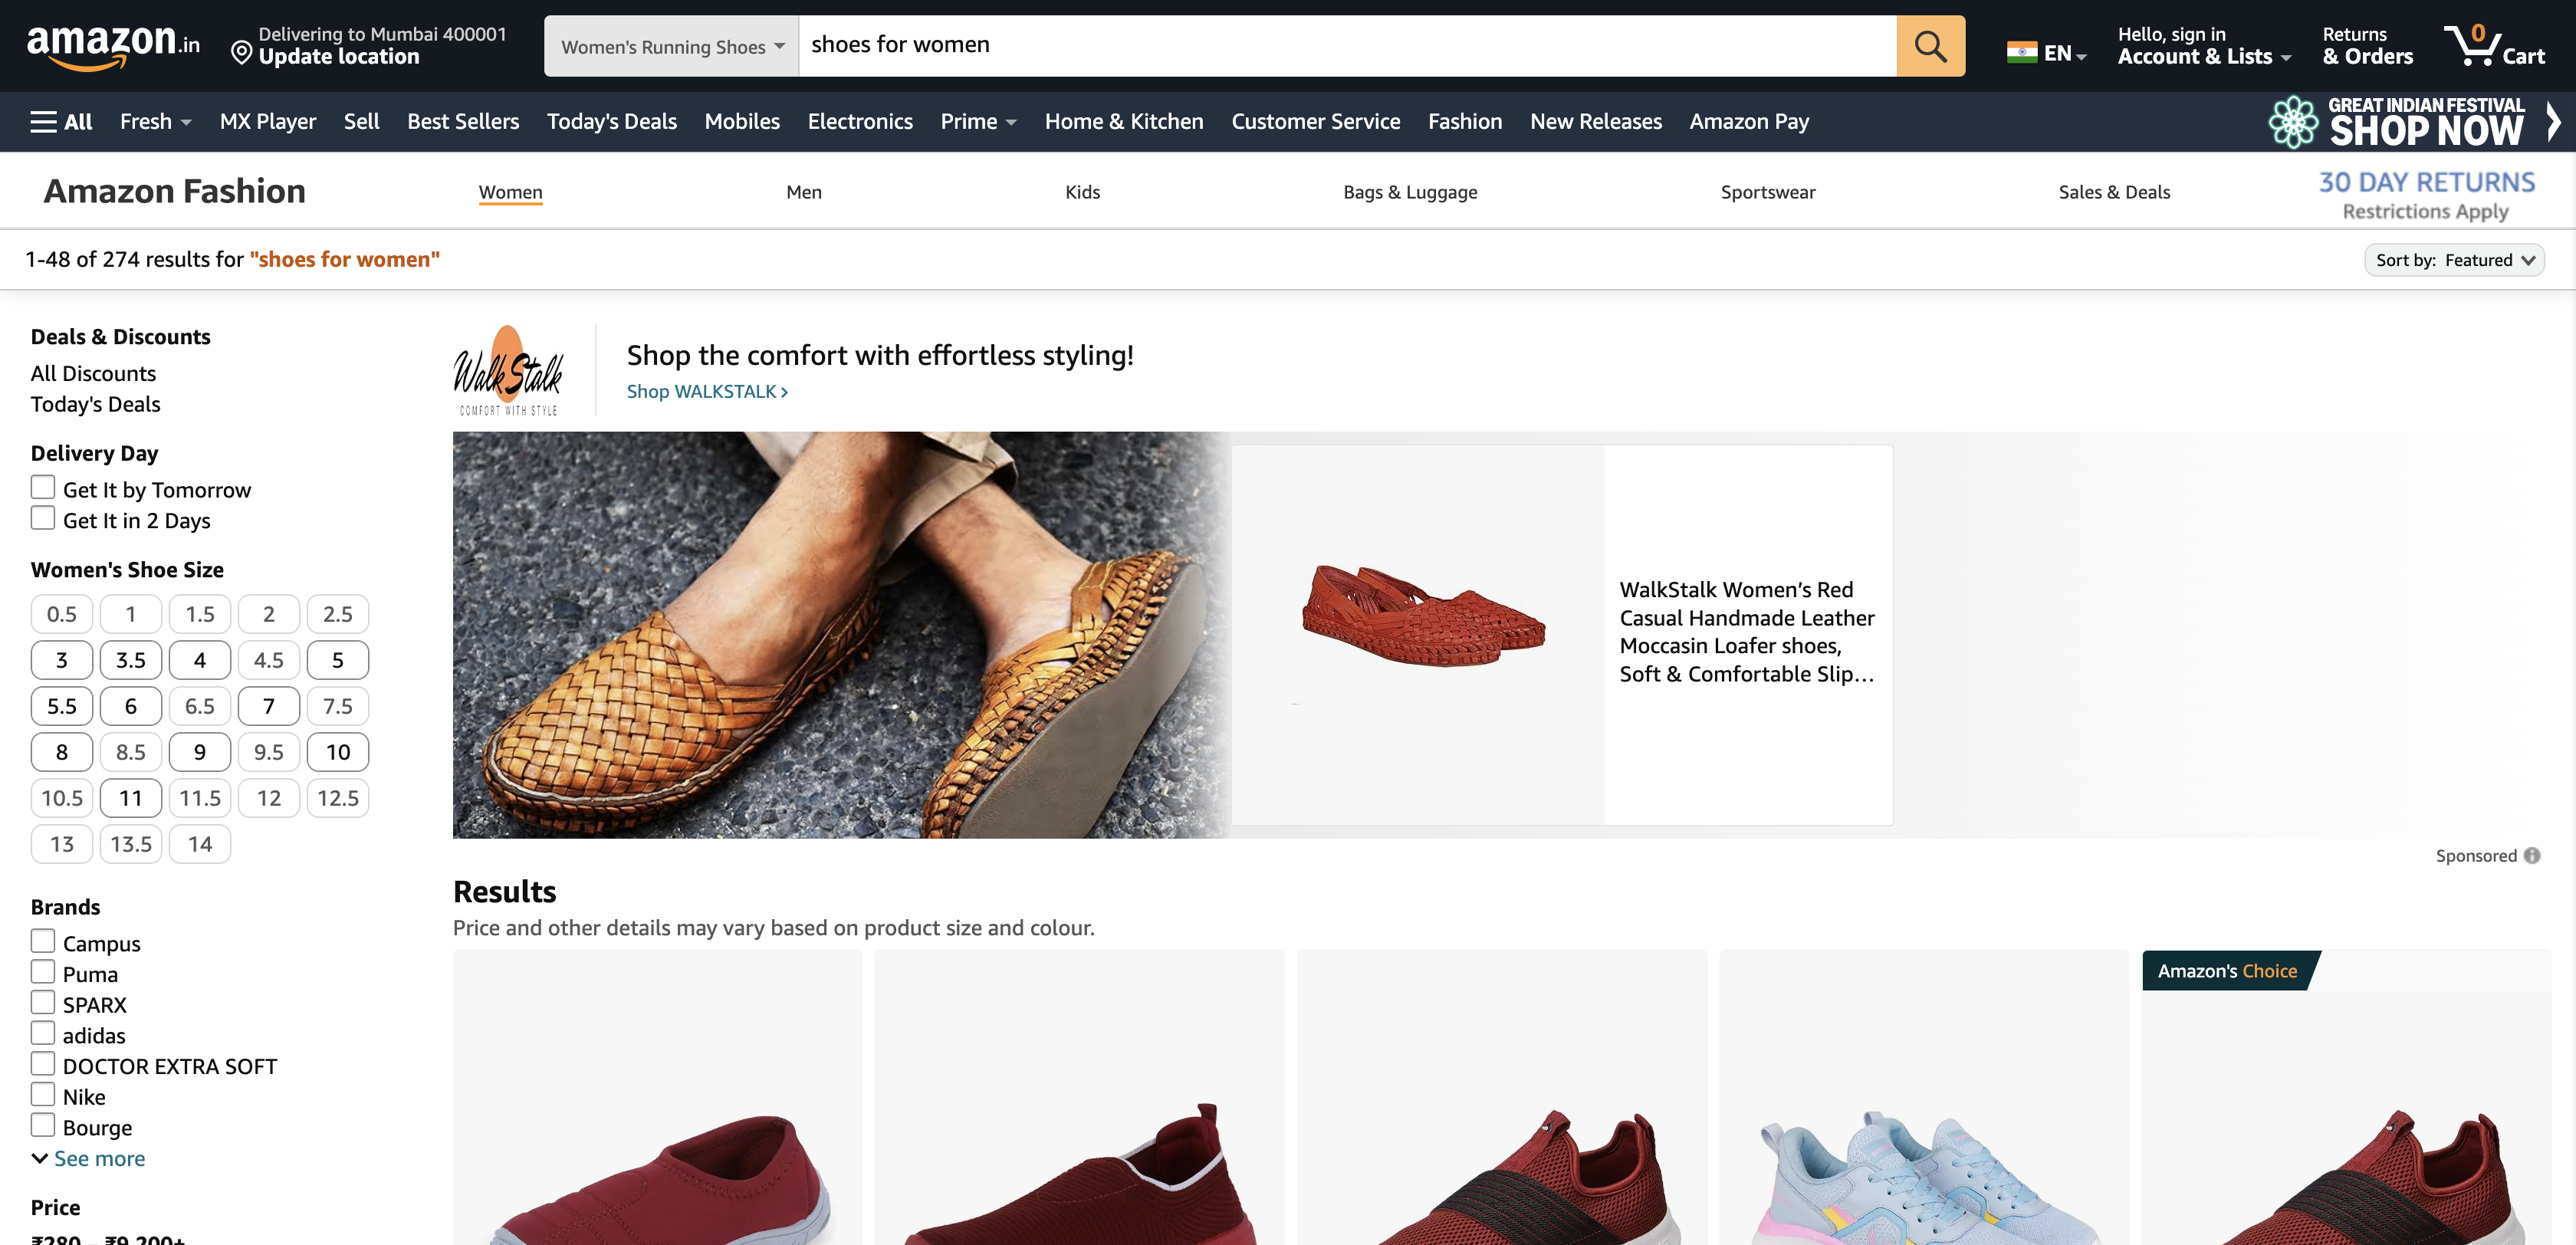 amazon.in
Delivering to Mumbai 400001
Update location
Women's Running Shoes
shoes for women
EN
Hello, sign in
Account & Lists
Returns
& Orders
0
Cart
All
Fresh
MX Player
Sell
Best Sellers
Today's Deals
Mobiles
Electronics
Prime
Home & Kitchen
Customer Service
Fashion
New Releases
Amazon Pay
GREAT INDIAN FESTIVAL
SHOP NOW
Amazon Fashion
Women
Men
Kids
Bags & Luggage
Sportswear
Sales & Deals
30 DAY RETURNS
Restrictions Apply
1-48 of 274 results for "shoes for women"
Sort by: Featured
Deals & Discounts
All Discounts
Today's Deals
Delivery Day
Get It by Tomorrow
Get It in 2 Days
Women's Shoe Size
0.5 1 1.5 2 2.5
3 3.5 4 4.5 5
5.5 6 6.5 7 7.5
8 8.5 9 9.5 10
10.5 11 11.5 12 12.5
13 13.5 14
Brands
Campus
Puma
SPARX
adidas
DOCTOR EXTRA SOFT
Nike
Bourge
See more
Price
₹280 – ₹9,200+
WalkStalk
COMFORT WITH STYLE
Shop the comfort with effortless styling!
Shop WALKSTALK ›
WalkStalk Women's Red
Casual Handmade Leather
Moccasin Loafer shoes,
Soft & Comfortable Slip…
Sponsored
Results
Price and other details may vary based on product size and colour.
Amazon's Choice